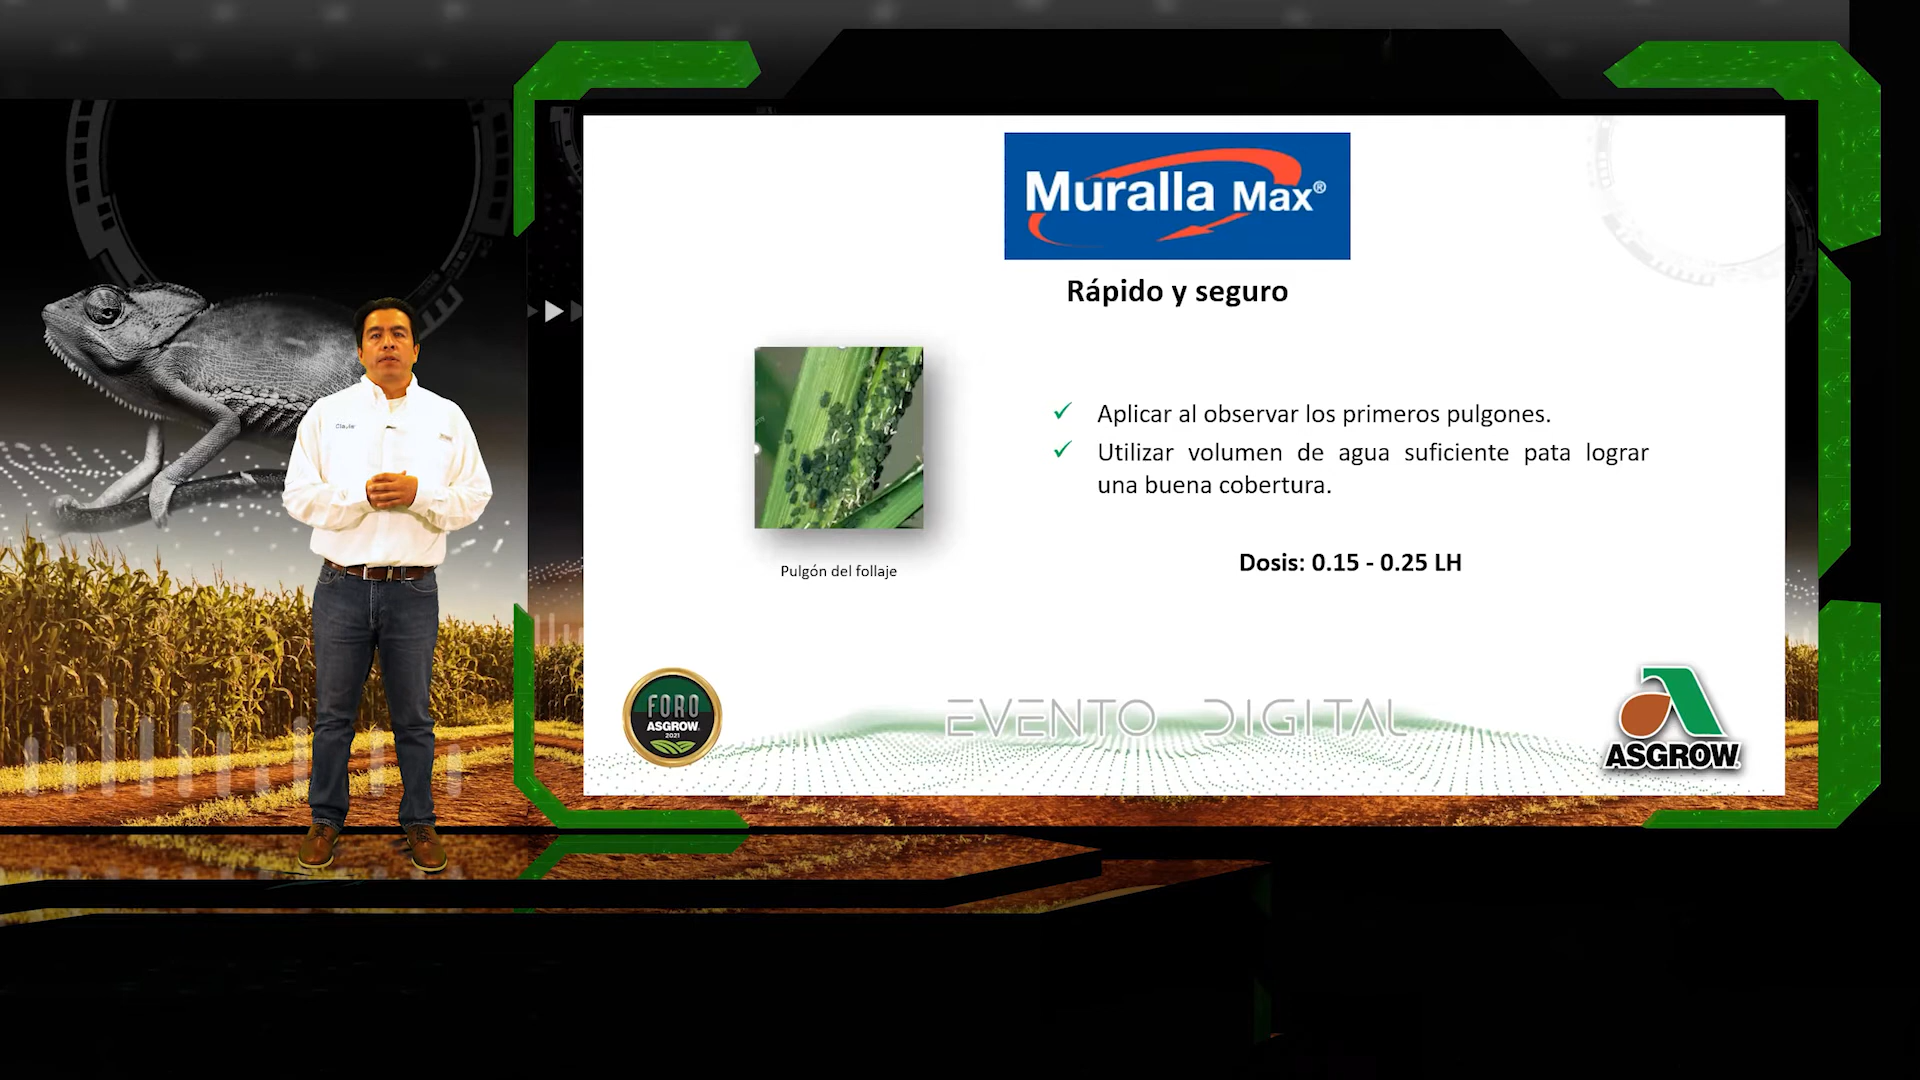 Muralla Max®
Rápido y seguro
Aplicar al observar los primeros pulgones.
Utilizar volumen de agua suficiente pata lograr
una buena cobertura.
Dosis: 0.15 - 0.25 LH
Pulgón del follaje
FORO
ASGROW
2021
EVENTO DIGITAL
ASGROW